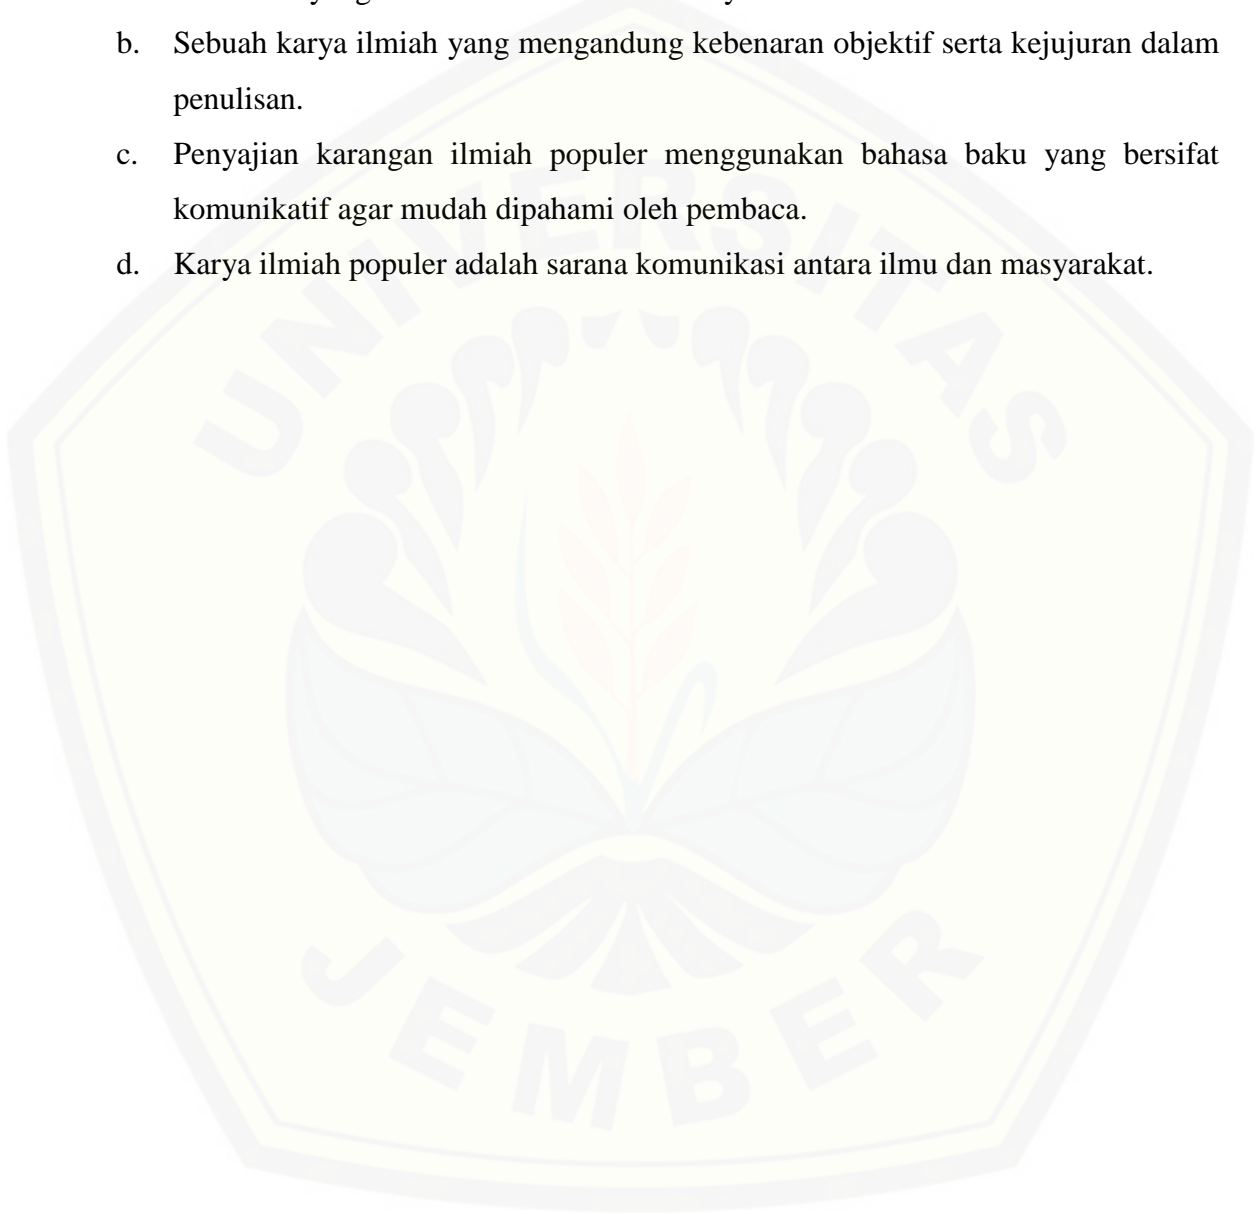 b. Sebuah karya ilmiah yang mengandung kebenaran objektif serta kejujuran dalam
penulisan.
c. Penyajian karangan ilmiah populer menggunakan bahasa baku yang bersifat
komunikatif agar mudah dipahami oleh pembaca.
d. Karya ilmiah populer adalah sarana komunikasi antara ilmu dan masyarakat.
UNIVERSITAS
JEMBER